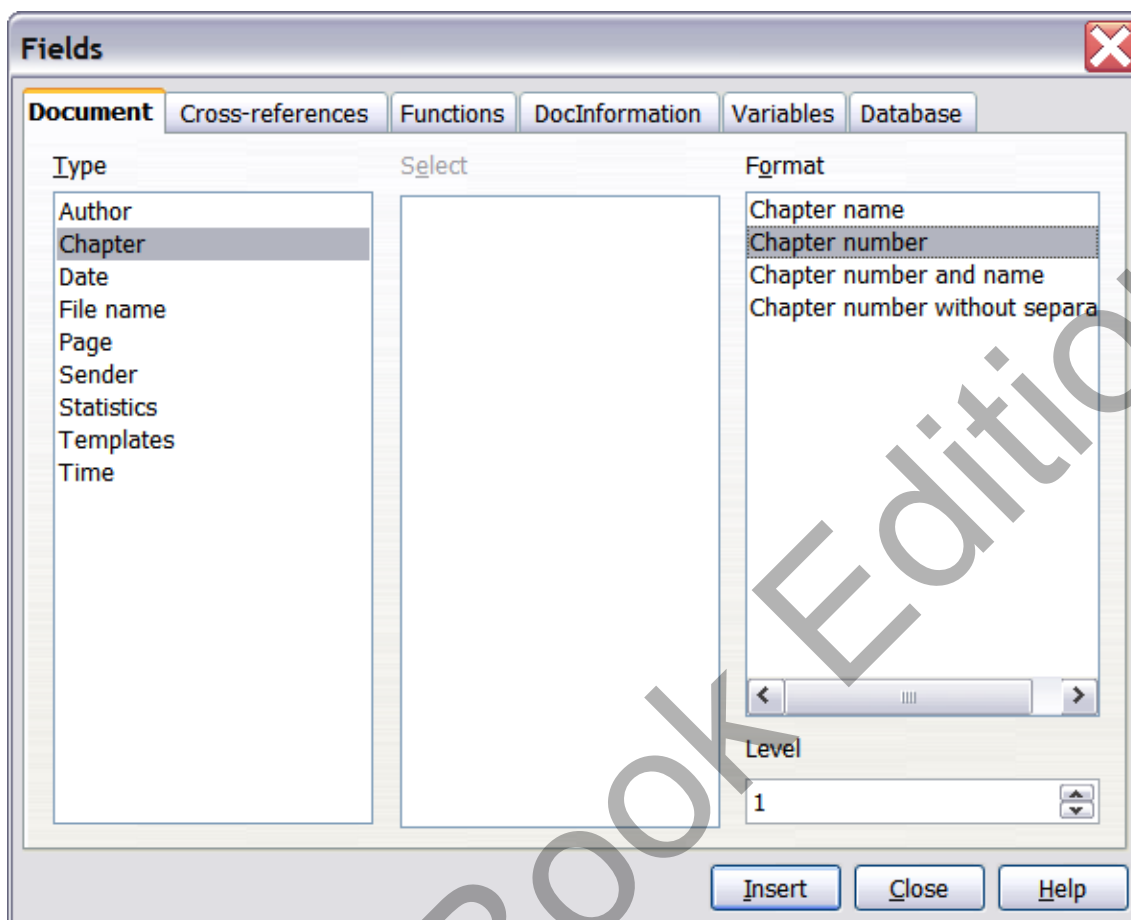 Fields
Document Cross-references Functions DocInformation Variables Database
Type
Author
Chapter
Date
File name
Page
Sender
Statistics
Templates
Time
Select
Format
Chapter name
Chapter number
Chapter number and name
Chapter number without separa
Level
1
Insert Close Help
Book Editio